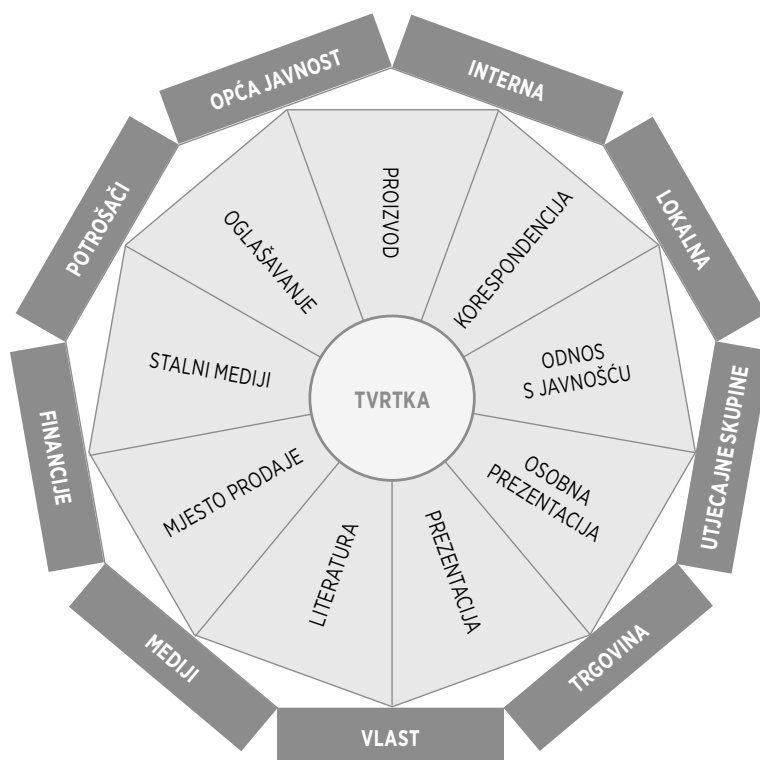 OPĆA JAVNOST
INTERNA
LOKALNA
UTJECAJNE SKUPINE
TRGOVINA
VLAST
MEDIJI
FINANCIJE
POTROŠAČI
PROIZVOD
KORESPONDENCIJA
ODNOS
S JAVNOŠĆU
OSOBNA
PREZENTACIJA
PREZENTACIJA
LITERATURA
MJESTO PRODAJE
STALNI MEDIJI
OGLAŠAVANJE
TVRTKA